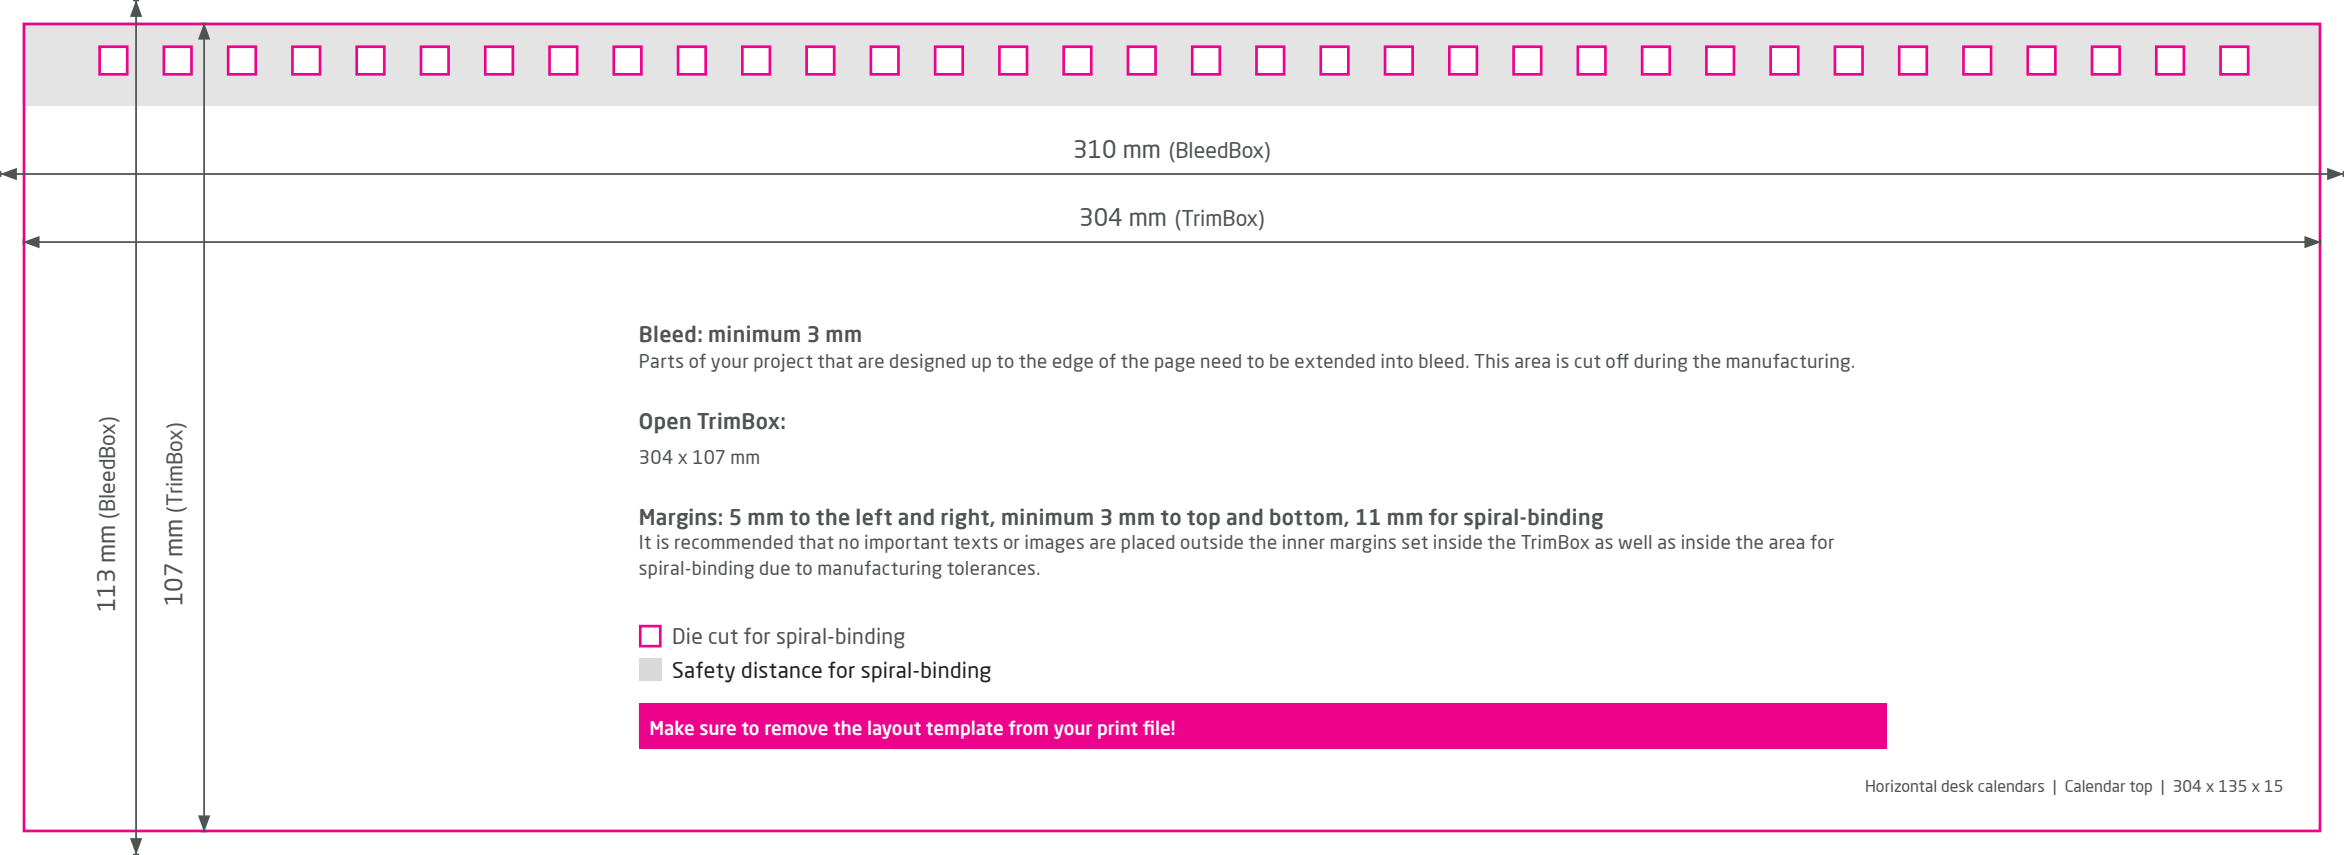 310 mm (BleedBox)
304 mm (TrimBox)
113 mm (BleedBox)
107 mm (TrimBox)
Bleed: minimum 3 mm
Parts of your project that are designed up to the edge of the page need to be extended into bleed. This area is cut off during the manufacturing.
Open TrimBox:
304 x 107 mm
Margins: 5 mm to the left and right, minimum 3 mm to top and bottom, 11 mm for spiral-binding
It is recommended that no important texts or images are placed outside the inner margins set inside the TrimBox as well as inside the area for
spiral-binding due to manufacturing tolerances.
Die cut for spiral-binding
Safety distance for spiral-binding
Make sure to remove the layout template from your print file!
Horizontal desk calendars | Calendar top | 304 x 135 x 15